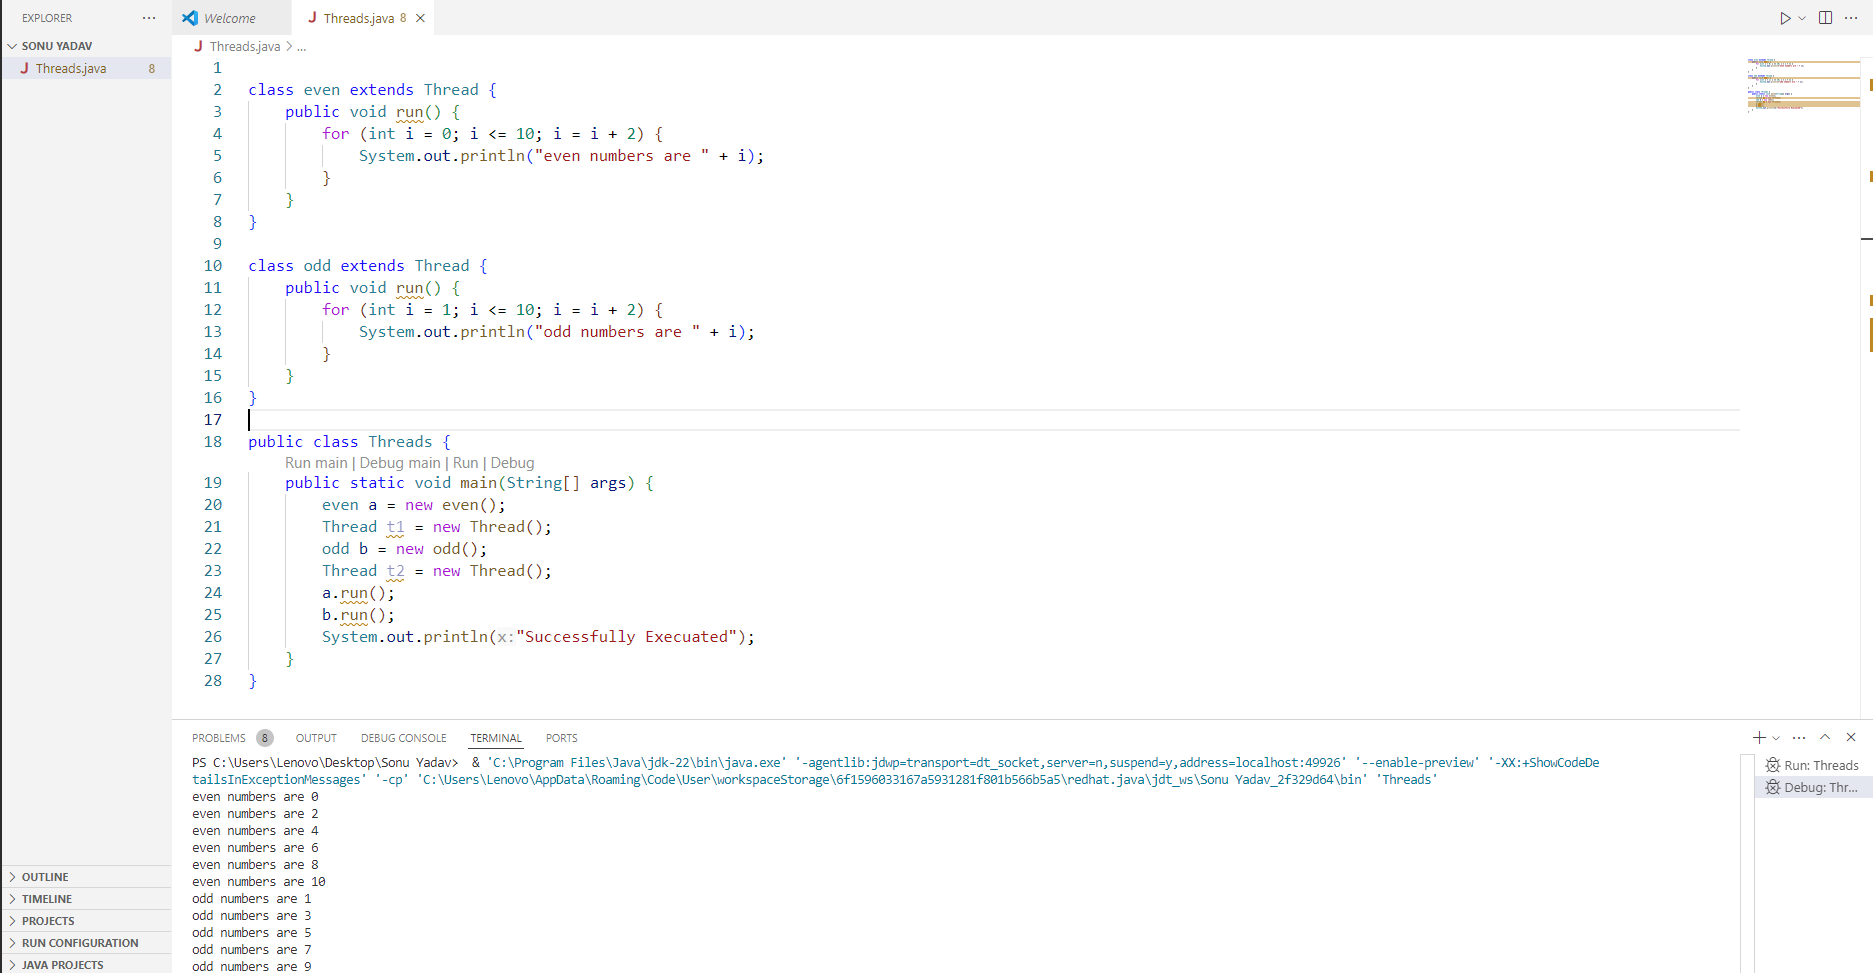 EXPLORER ···
SONU YADAV
J Threads.java 8
OUTLINE
TIMELINE
PROJECTS
RUN CONFIGURATION
JAVA PROJECTS
Welcome
J Threads.java 8
J Threads.java > ...
1
2 class even extends Thread {
3 public void run() {
4 for (int i = 0; i <= 10; i = i + 2) {
5 System.out.println("even numbers are " + i);
6 }
7 }
8 }
9
10 class odd extends Thread {
11 public void run() {
12 for (int i = 1; i <= 10; i = i + 2) {
13 System.out.println("odd numbers are " + i);
14 }
15 }
16 }
17
18 public class Threads {
Run main | Debug main | Run | Debug
19 public static void main(String[] args) {
20 even a = new even();
21 Thread t1 = new Thread();
22 odd b = new odd();
23 Thread t2 = new Thread();
24 a.run();
25 b.run();
26 System.out.println(x:"Successfully Execuated");
27 }
28 }
PROBLEMS 8 OUTPUT DEBUG CONSOLE TERMINAL PORTS
PS C:\Users\Lenovo\Desktop\Sonu Yadav> & 'C:\Program Files\Java\jdk-22\bin\java.exe' '-agentlib:jdwp=transport=dt_socket,server=n,suspend=y,address=localhost:49926' '--enable-preview' '-XX:+ShowCodeDe
tailsInExceptionMessages' '-cp' 'C:\Users\Lenovo\AppData\Roaming\Code\User\workspaceStorage\6f1596033167a5931281f801b566b5a5\redhat.java\jdt_ws\Sonu Yadav_2f329d64\bin' 'Threads'
even numbers are 0
even numbers are 2
even numbers are 4
even numbers are 6
even numbers are 8
even numbers are 10
odd numbers are 1
odd numbers are 3
odd numbers are 5
odd numbers are 7
odd numbers are 9
Run: Threads
Debug: Thr...